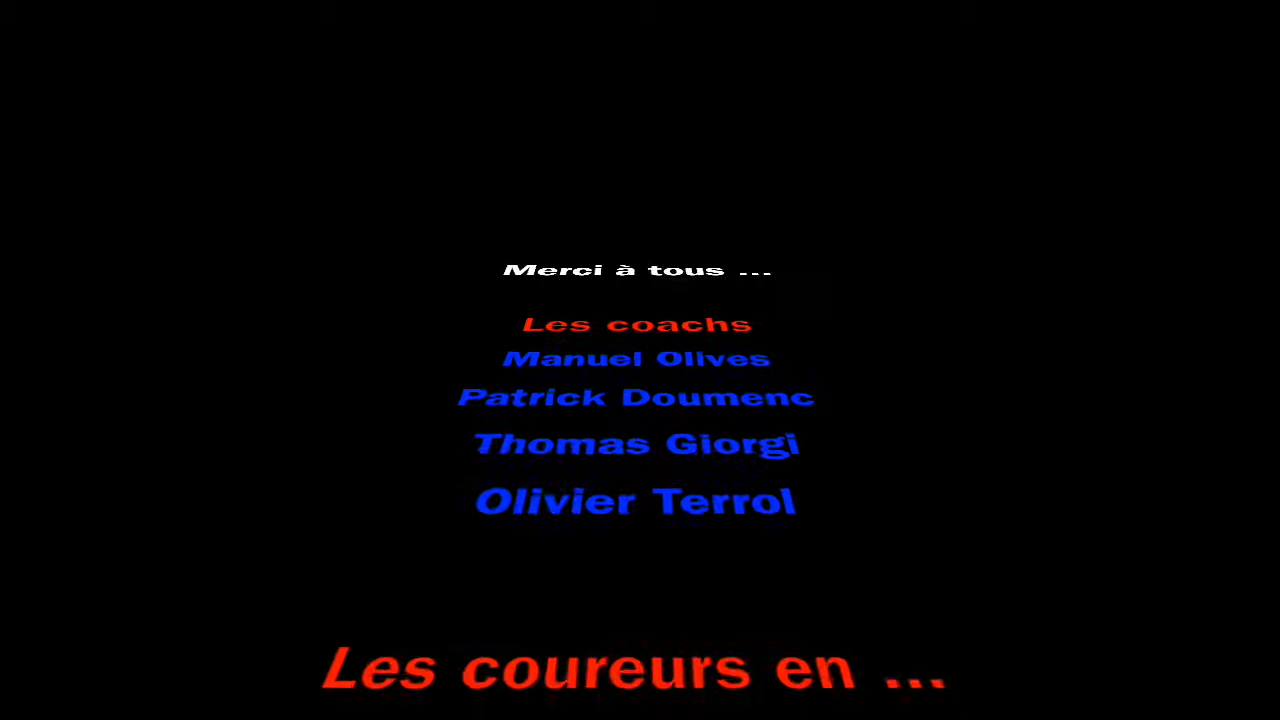 Merci à tous ...
Les coachs
Manuel Olives
Patrick Doumenc
Thomas Giorgi
Olivier Terrol
Les coureurs en ...